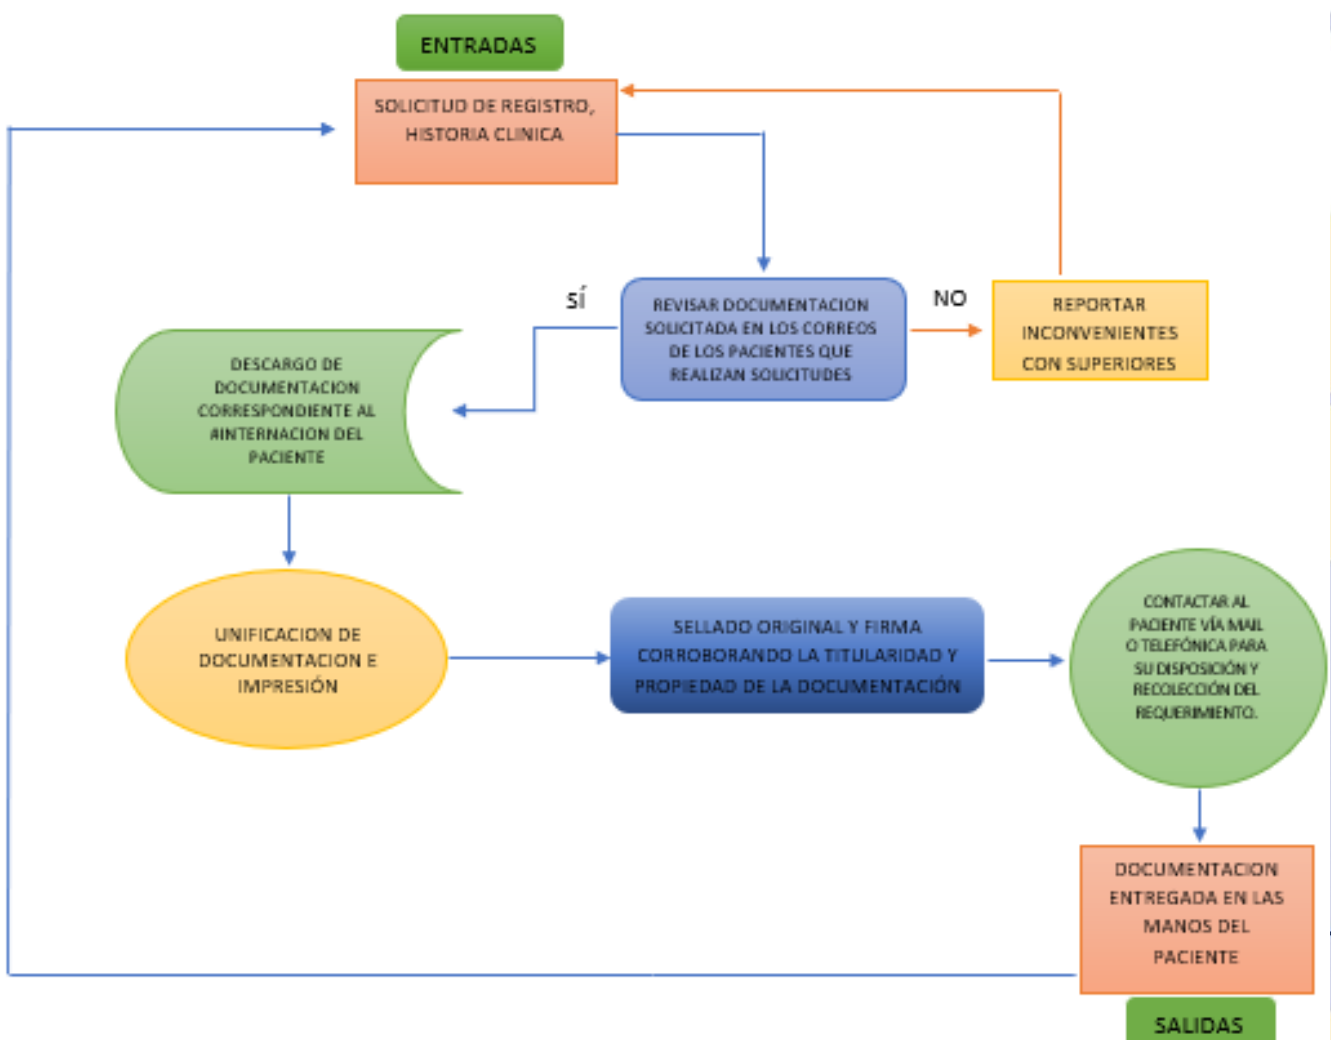 ENTRADAS
SOLICITUD DE REGISTRO,
HISTORIA CLINICA
SÍ
REVISAR DOCUMENTACION
SOLICITADA EN LOS CORREOS
DE LOS PACIENTES QUE
REALIZAN SOLICITUDES
NO
REPORTAR
INCONVENIENTES
CON SUPERIORES
DESCARGO DE
DOCUMENTACION
CORRESPONDIENTE AL
#INTERNACION DEL
PACIENTE
UNIFICACION DE
DOCUMENTACION E
IMPRESIÓN
SELLADO ORIGINAL Y FIRMA
CORROBORANDO LA TITULARIDAD Y
PROPIEDAD DE LA DOCUMENTACIÓN
CONTACTAR AL
PACIENTE VÍA MAIL
O TELEFÓNICA PARA
SU DISPOSICIÓN Y
RECOLECCIÓN DEL
REQUERIMIENTO.
DOCUMENTACION
ENTREGADA EN LAS
MANOS DEL
PACIENTE
SALIDAS